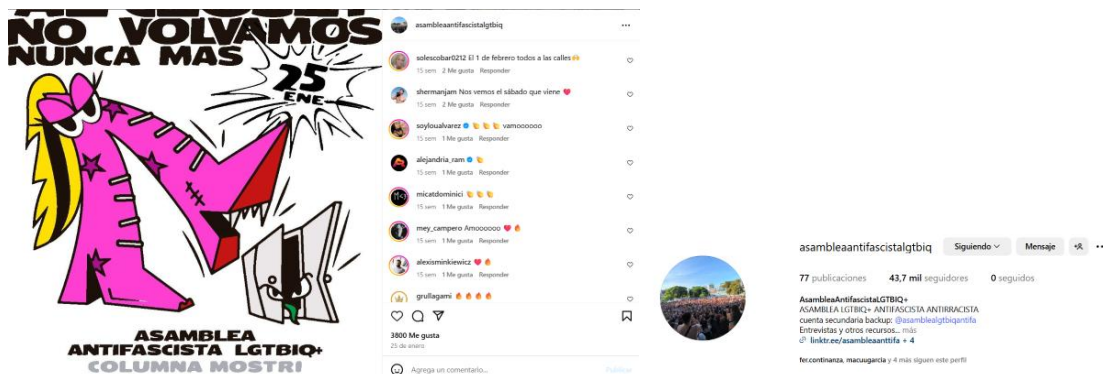 NO VOLVAMOS
NUNCA MAS
25
ENE
ASAMBLEA
ANTIFASCISTA LGTBIQ+
COLUMNA MOSTRI
asambleaantifascistalgtbiq
solescobar0212 El 1 de febrero todos a las calles
15 sem 2 Me gusta Responder
shermanjam Nos vemos el sábado que viene
15 sem 2 Me gusta Responder
soyloualvarez vamoooooo
15 sem 1 Me gusta Responder
alejandria_ram
15 sem 1 Me gusta Responder
micatdominici
15 sem 1 Me gusta Responder
mey_campero Amoooooo
15 sem 1 Me gusta Responder
alexisminkiewicz
15 sem 1 Me gusta Responder
grullagami
3800 Me gusta
25 de enero
Agrega un comentario...
Publicar
asambleaantifascistalgtbiq Siguiendo Mensaje
77 publicaciones 43,7 mil seguidores 0 seguidos
AsambleaAntifascistaLGTBIQ+
ASAMBLEA LGTBIQ+ ANTIFASCISTA ANTIRRACISTA
cuenta secundaria backup: @asamblealgtbiqantifa
Entrevistas y otros recursos... más
linktr.ee/asambleaanttifa + 4
fer.continanza, macuugarcia y 4 más siguen este perfil